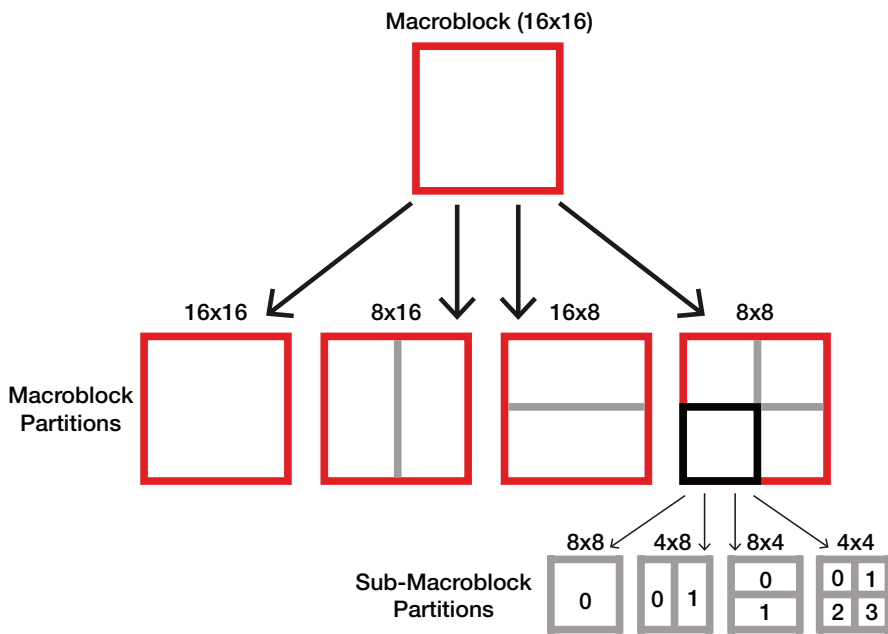 Macroblock (16x16)
16x16 8x16 16x8 8x8
Macroblock
Partitions
8x8 4x8 8x4 4x4
Sub-Macroblock
Partitions
0 0 1 0 0 1
1 2 3